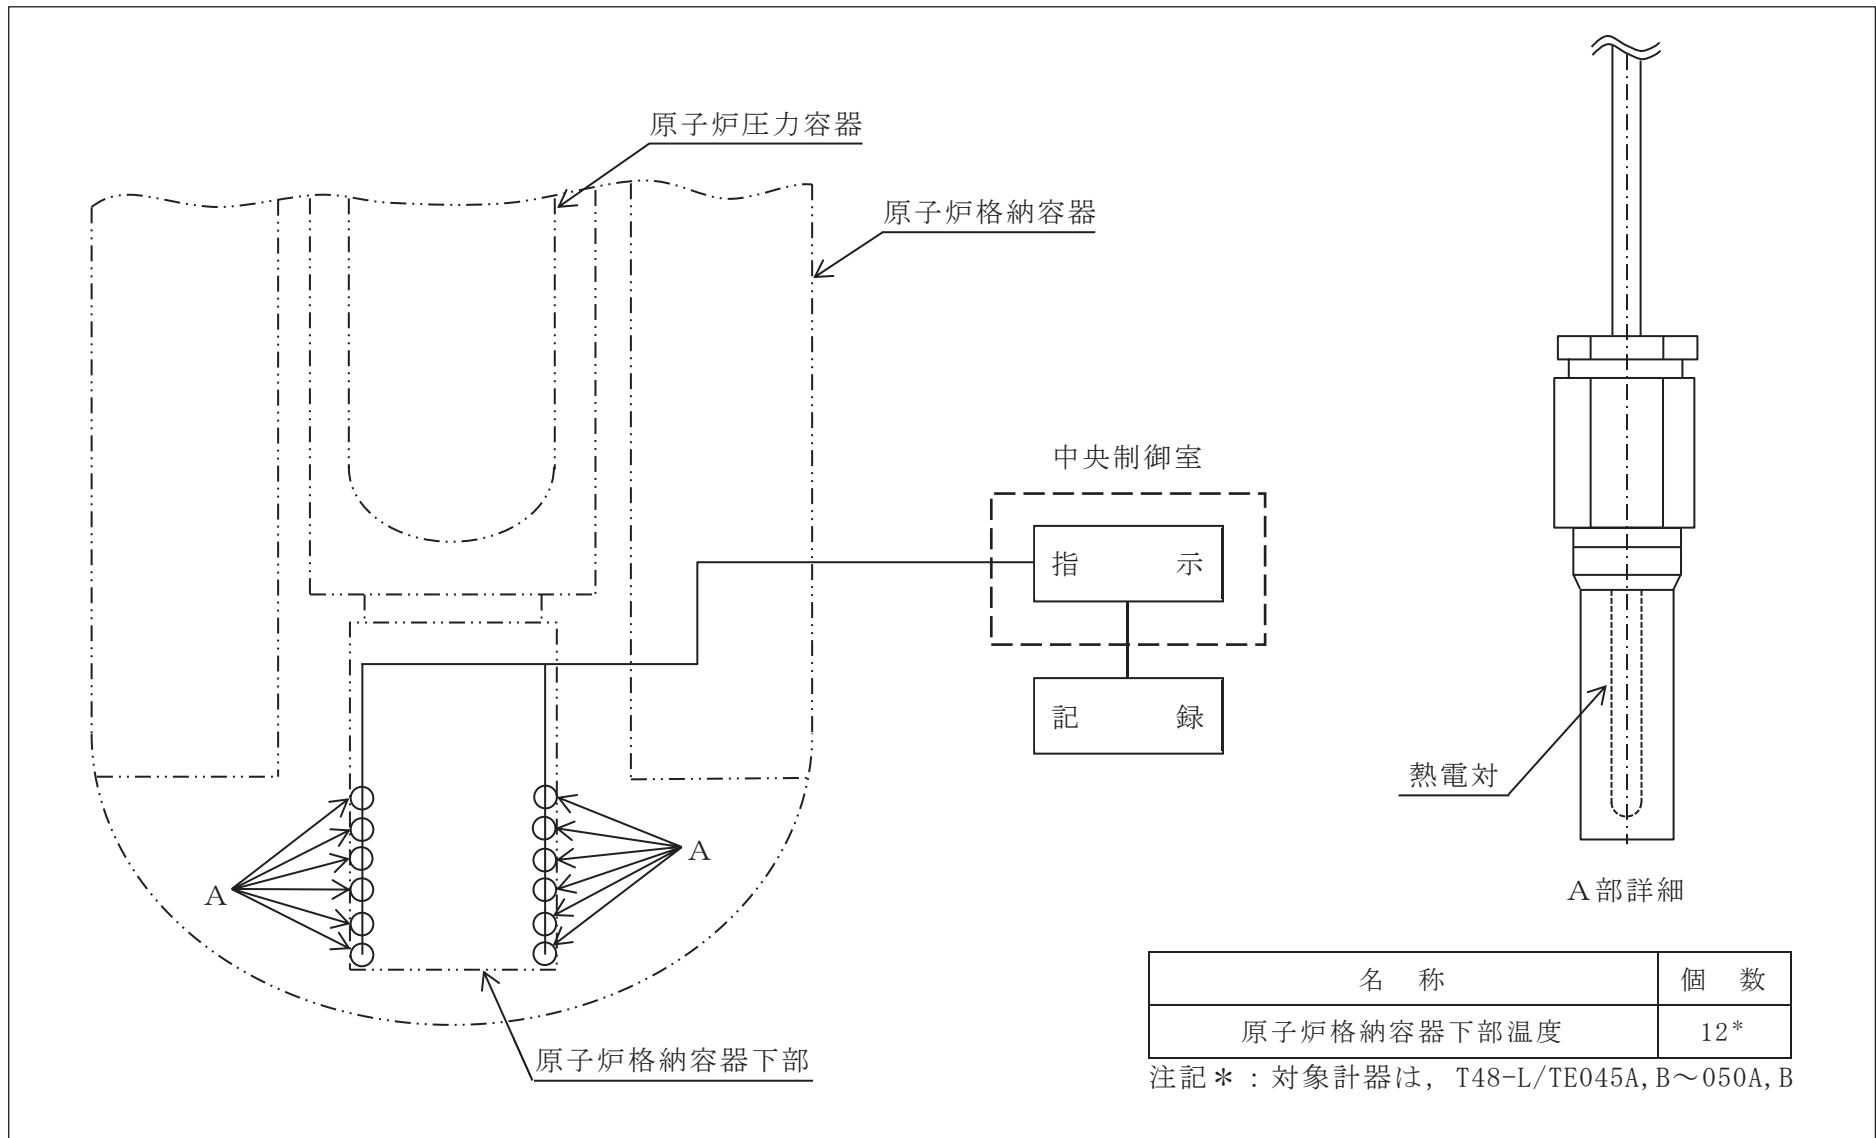 原子炉圧力容器
原子炉格納容器
中央制御室
指 示
記 録
熱電対
A
A
A部詳細
原子炉格納容器下部
名 称 個 数
原子炉格納容器下部温度 12*
注記＊：対象計器は，T48-L/TE045A,B～050A,B